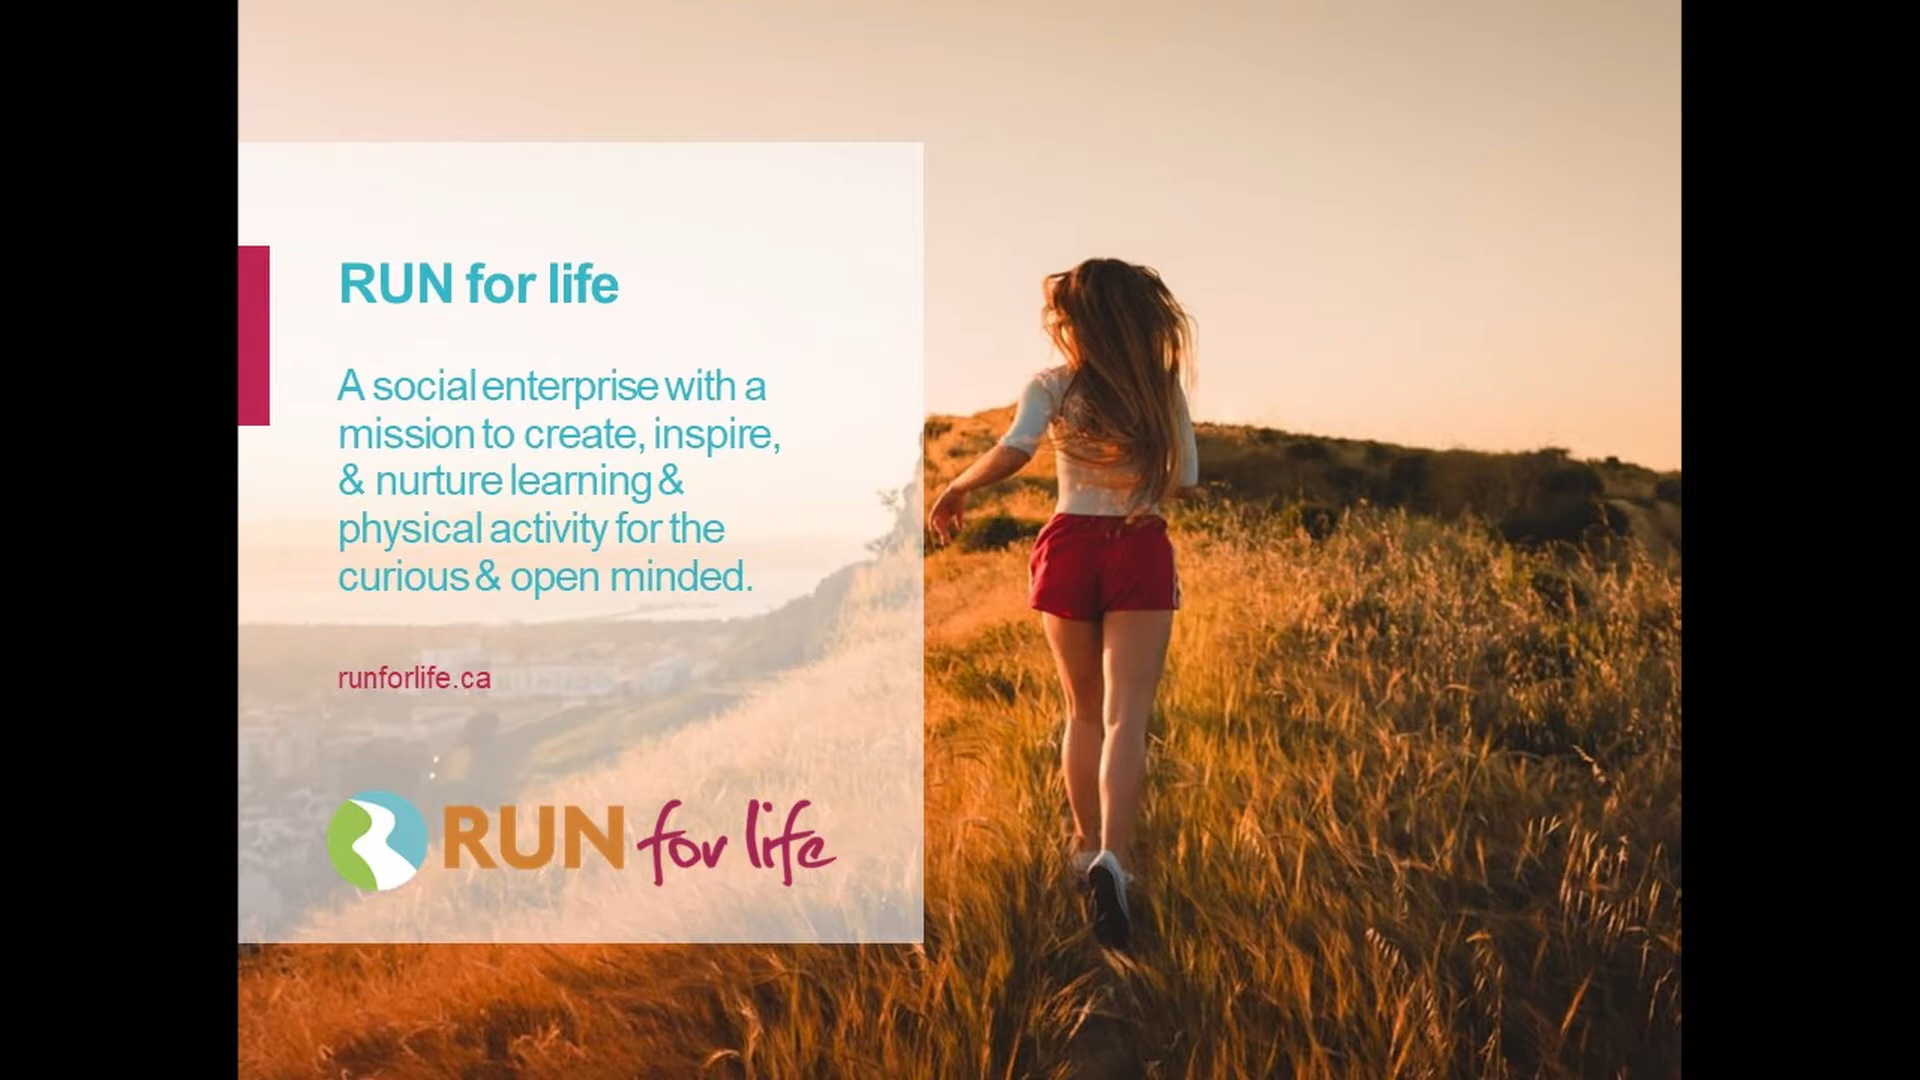 RUN for life
A social enterprise with a
mission to create, inspire,
& nurture learning &
physical activity for the
curious & open minded.
runforlife.ca
RUN for life